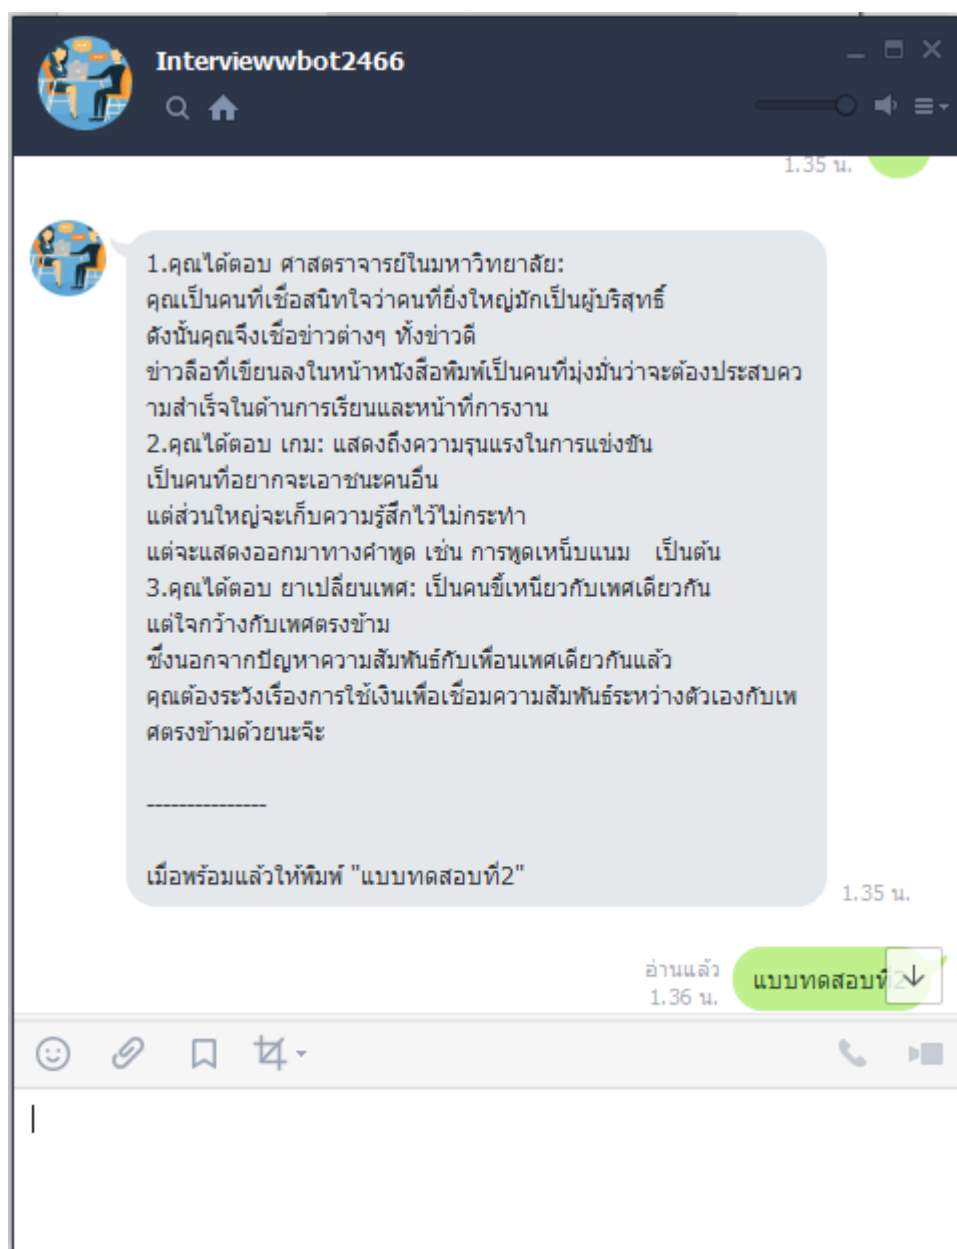 Interviewwbot2466
1.35 น.
1.คุณได้ตอบ ศาสตราจารย์ในมหาวิทยาลัย:
คุณเป็นคนที่เชื่อสนิทใจว่าคนที่ยิ่งใหญ่มักเป็นผู้บริสุทธิ์
ดังนั้นคุณจึงเชื่อข่าวต่างๆ ทั้งข่าวดี
ข่าวลือที่เขียนลงในหน้าหนังสือพิมพ์เป็นคนที่มุ่งมั่นว่าจะต้องประสบคว
ามสำเร็จในด้านการเรียนและหน้าที่การงาน
2.คุณได้ตอบ เกม: แสดงถึงความรุนแรงในการแข่งขัน
เป็นคนที่อยากจะเอาชนะคนอื่น
แต่ส่วนใหญ่จะเก็บความรู้สึกไว้ไม่กระทำ
แต่จะแสดงออกมาทางคำพูด เช่น การพูดเหน็บแนม   เป็นต้น
3.คุณได้ตอบ ยาเปลี่ยนเพศ: เป็นคนขี้เหนียวกับเพศเดียวกัน
แต่ใจกว้างกับเพศตรงข้าม
ซึ่งนอกจากปัญหาความสัมพันธ์กับเพื่อนเพศเดียวกันแล้ว
คุณต้องระวังเรื่องการใช้เงินเพื่อเชื่อมความสัมพันธ์ระหว่างตัวเองกับเพ
ศตรงข้ามด้วยนะจ๊ะ
---------------
เมื่อพร้อมแล้วให้พิมพ์ "แบบทดสอบที่2"
1.35 น.
อ่านแล้ว
1.36 น.
แบบทดสอบที่2